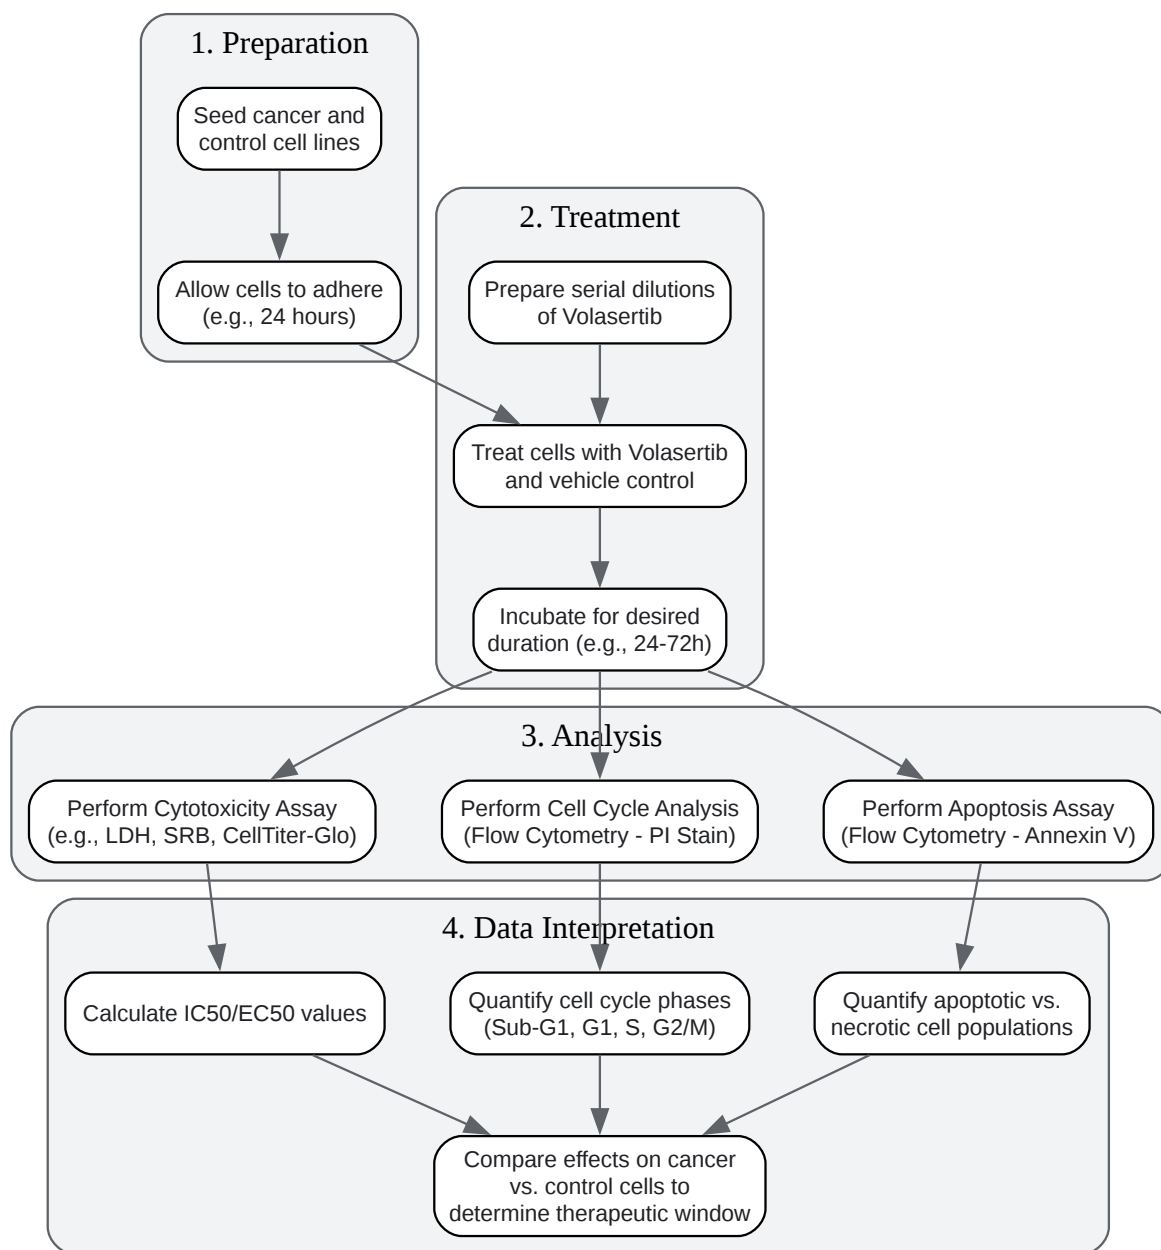 1. Preparation
Seed cancer and
control cell lines
Allow cells to adhere
(e.g., 24 hours)
2. Treatment
Prepare serial dilutions
of Volasertib
Treat cells with Volasertib
and vehicle control
Incubate for desired
duration (e.g., 24-72h)
3. Analysis
Perform Cytotoxicity Assay
(e.g., LDH, SRB, CellTiter-Glo)
Perform Cell Cycle Analysis
(Flow Cytometry - PI Stain)
Perform Apoptosis Assay
(Flow Cytometry - Annexin V)
4. Data Interpretation
Calculate IC50/EC50 values
Quantify cell cycle phases
(Sub-G1, G1, S, G2/M)
Quantify apoptotic vs.
necrotic cell populations
Compare effects on cancer
vs. control cells to
determine therapeutic window